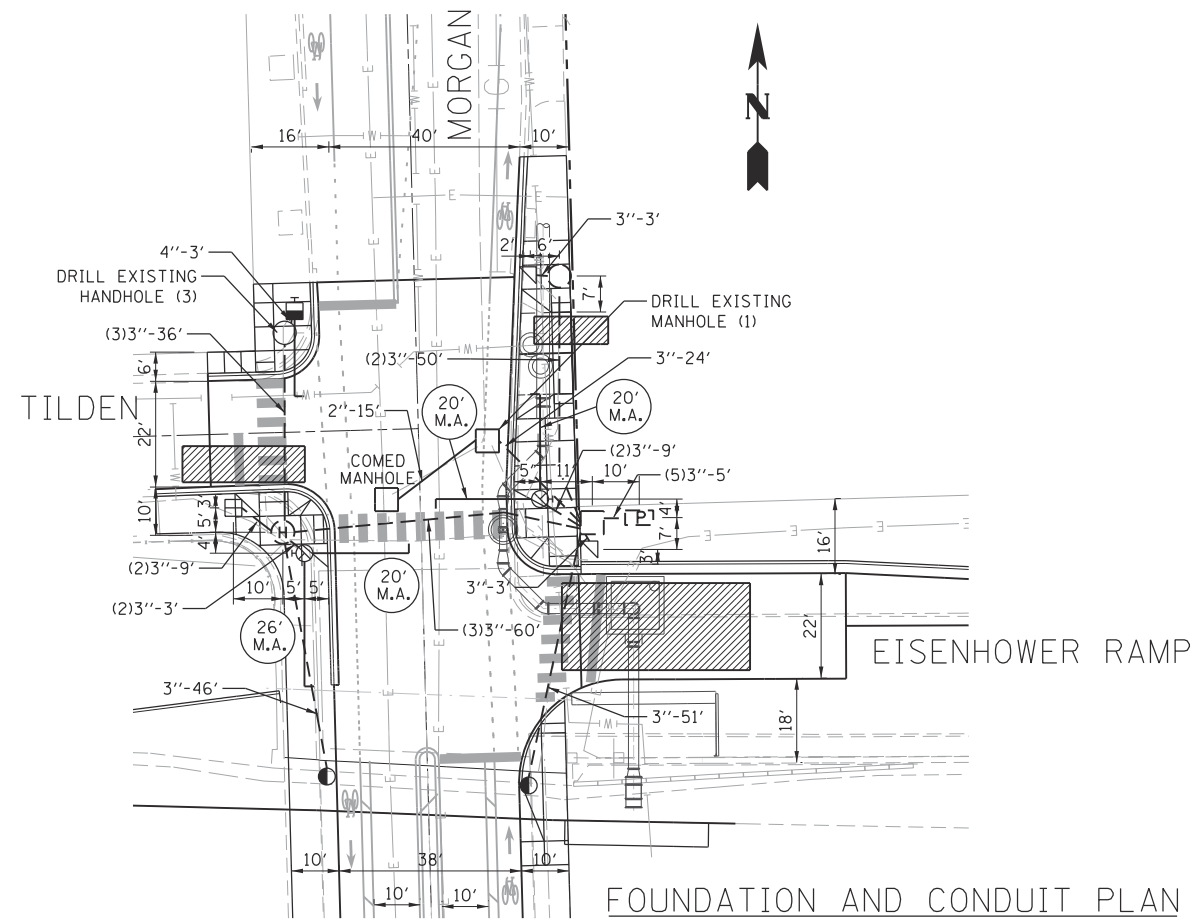 MORGAN
G
N
16'
40'
10'
E
W
3''-3'
2'
6'
4''-3'
DRILL EXISTING
HANDHOLE (3)
7'
DRILL EXISTING
MANHOLE (1)
(3)3''-36'
(2)3''-50'
3''-24'
6'
TILDEN
22'
2''-15'
20'
M.A.
20'
M.A.
COMED
MANHOLE
(2)3''-9'
5'
11'
10'
(5)3''-5'
10'
3'
5'
4'
H
H
4'
7'
3'
16'
(2)3''-9'
10'
5'
5'
20'
M.A.
3''-3'
(2)3''-3'
26'
M.A.
(3)3''-60'
22'
EISENHOWER RAMP
3''-46'
3''-51'
18'
10'
38'
10'
10'
10'
FOUNDATION AND CONDUIT PLAN